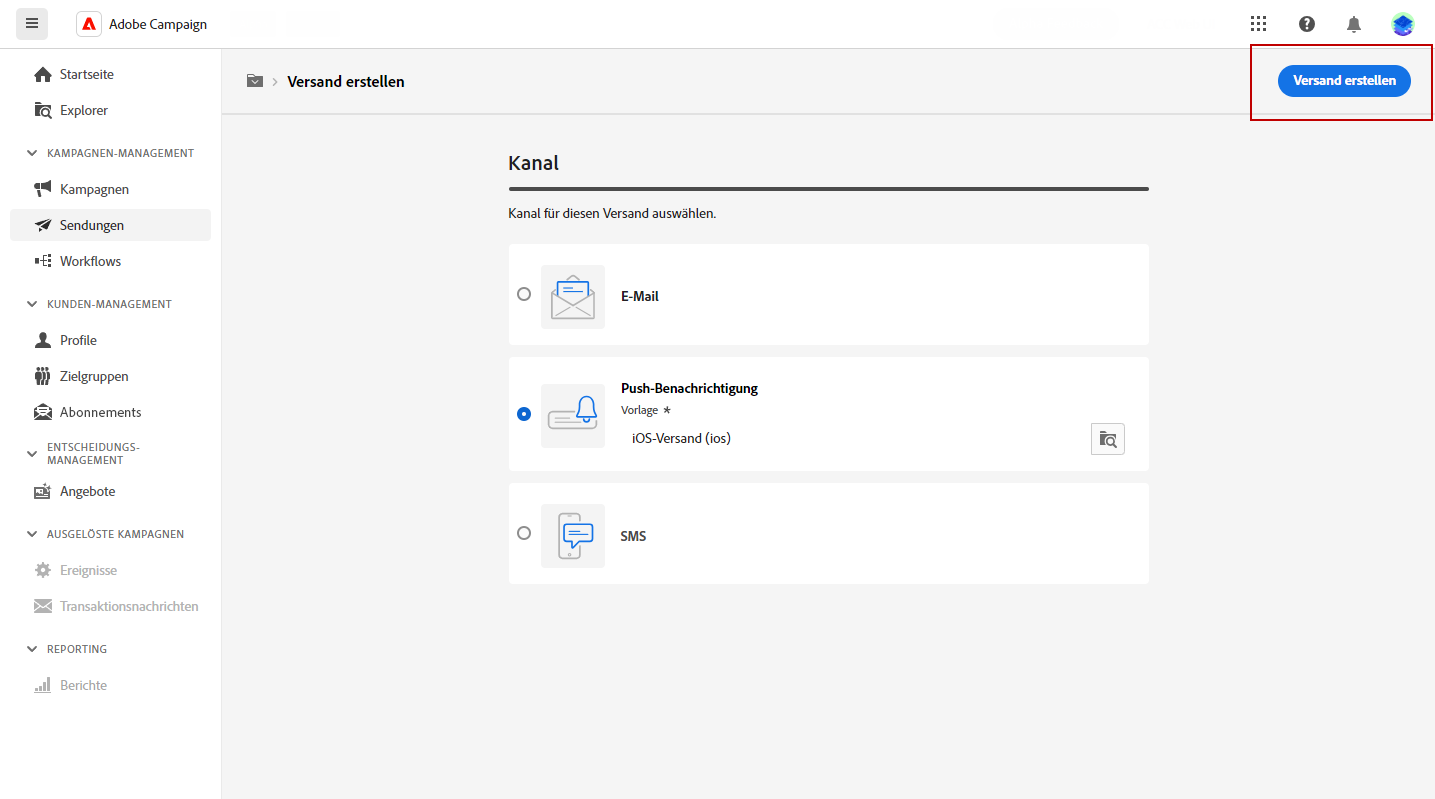 Adobe Campaign
Startseite
Explorer
KAMPAGNEN-MANAGEMENT
Kampagnen
Sendungen
Workflows
KUNDEN-MANAGEMENT
Profile
Zielgruppen
Abonnements
ENTSCHEIDUNGS-
MANAGEMENT
Angebote
AUSGELÖSTE KAMPAGNEN
Ereignisse
Transaktionsnachrichten
REPORTING
Berichte
Versand erstellen
Versand erstellen
Kanal
Kanal für diesen Versand auswählen.
E-Mail
Push-Benachrichtigung
Vorlage *
iOS-Versand (ios)
SMS